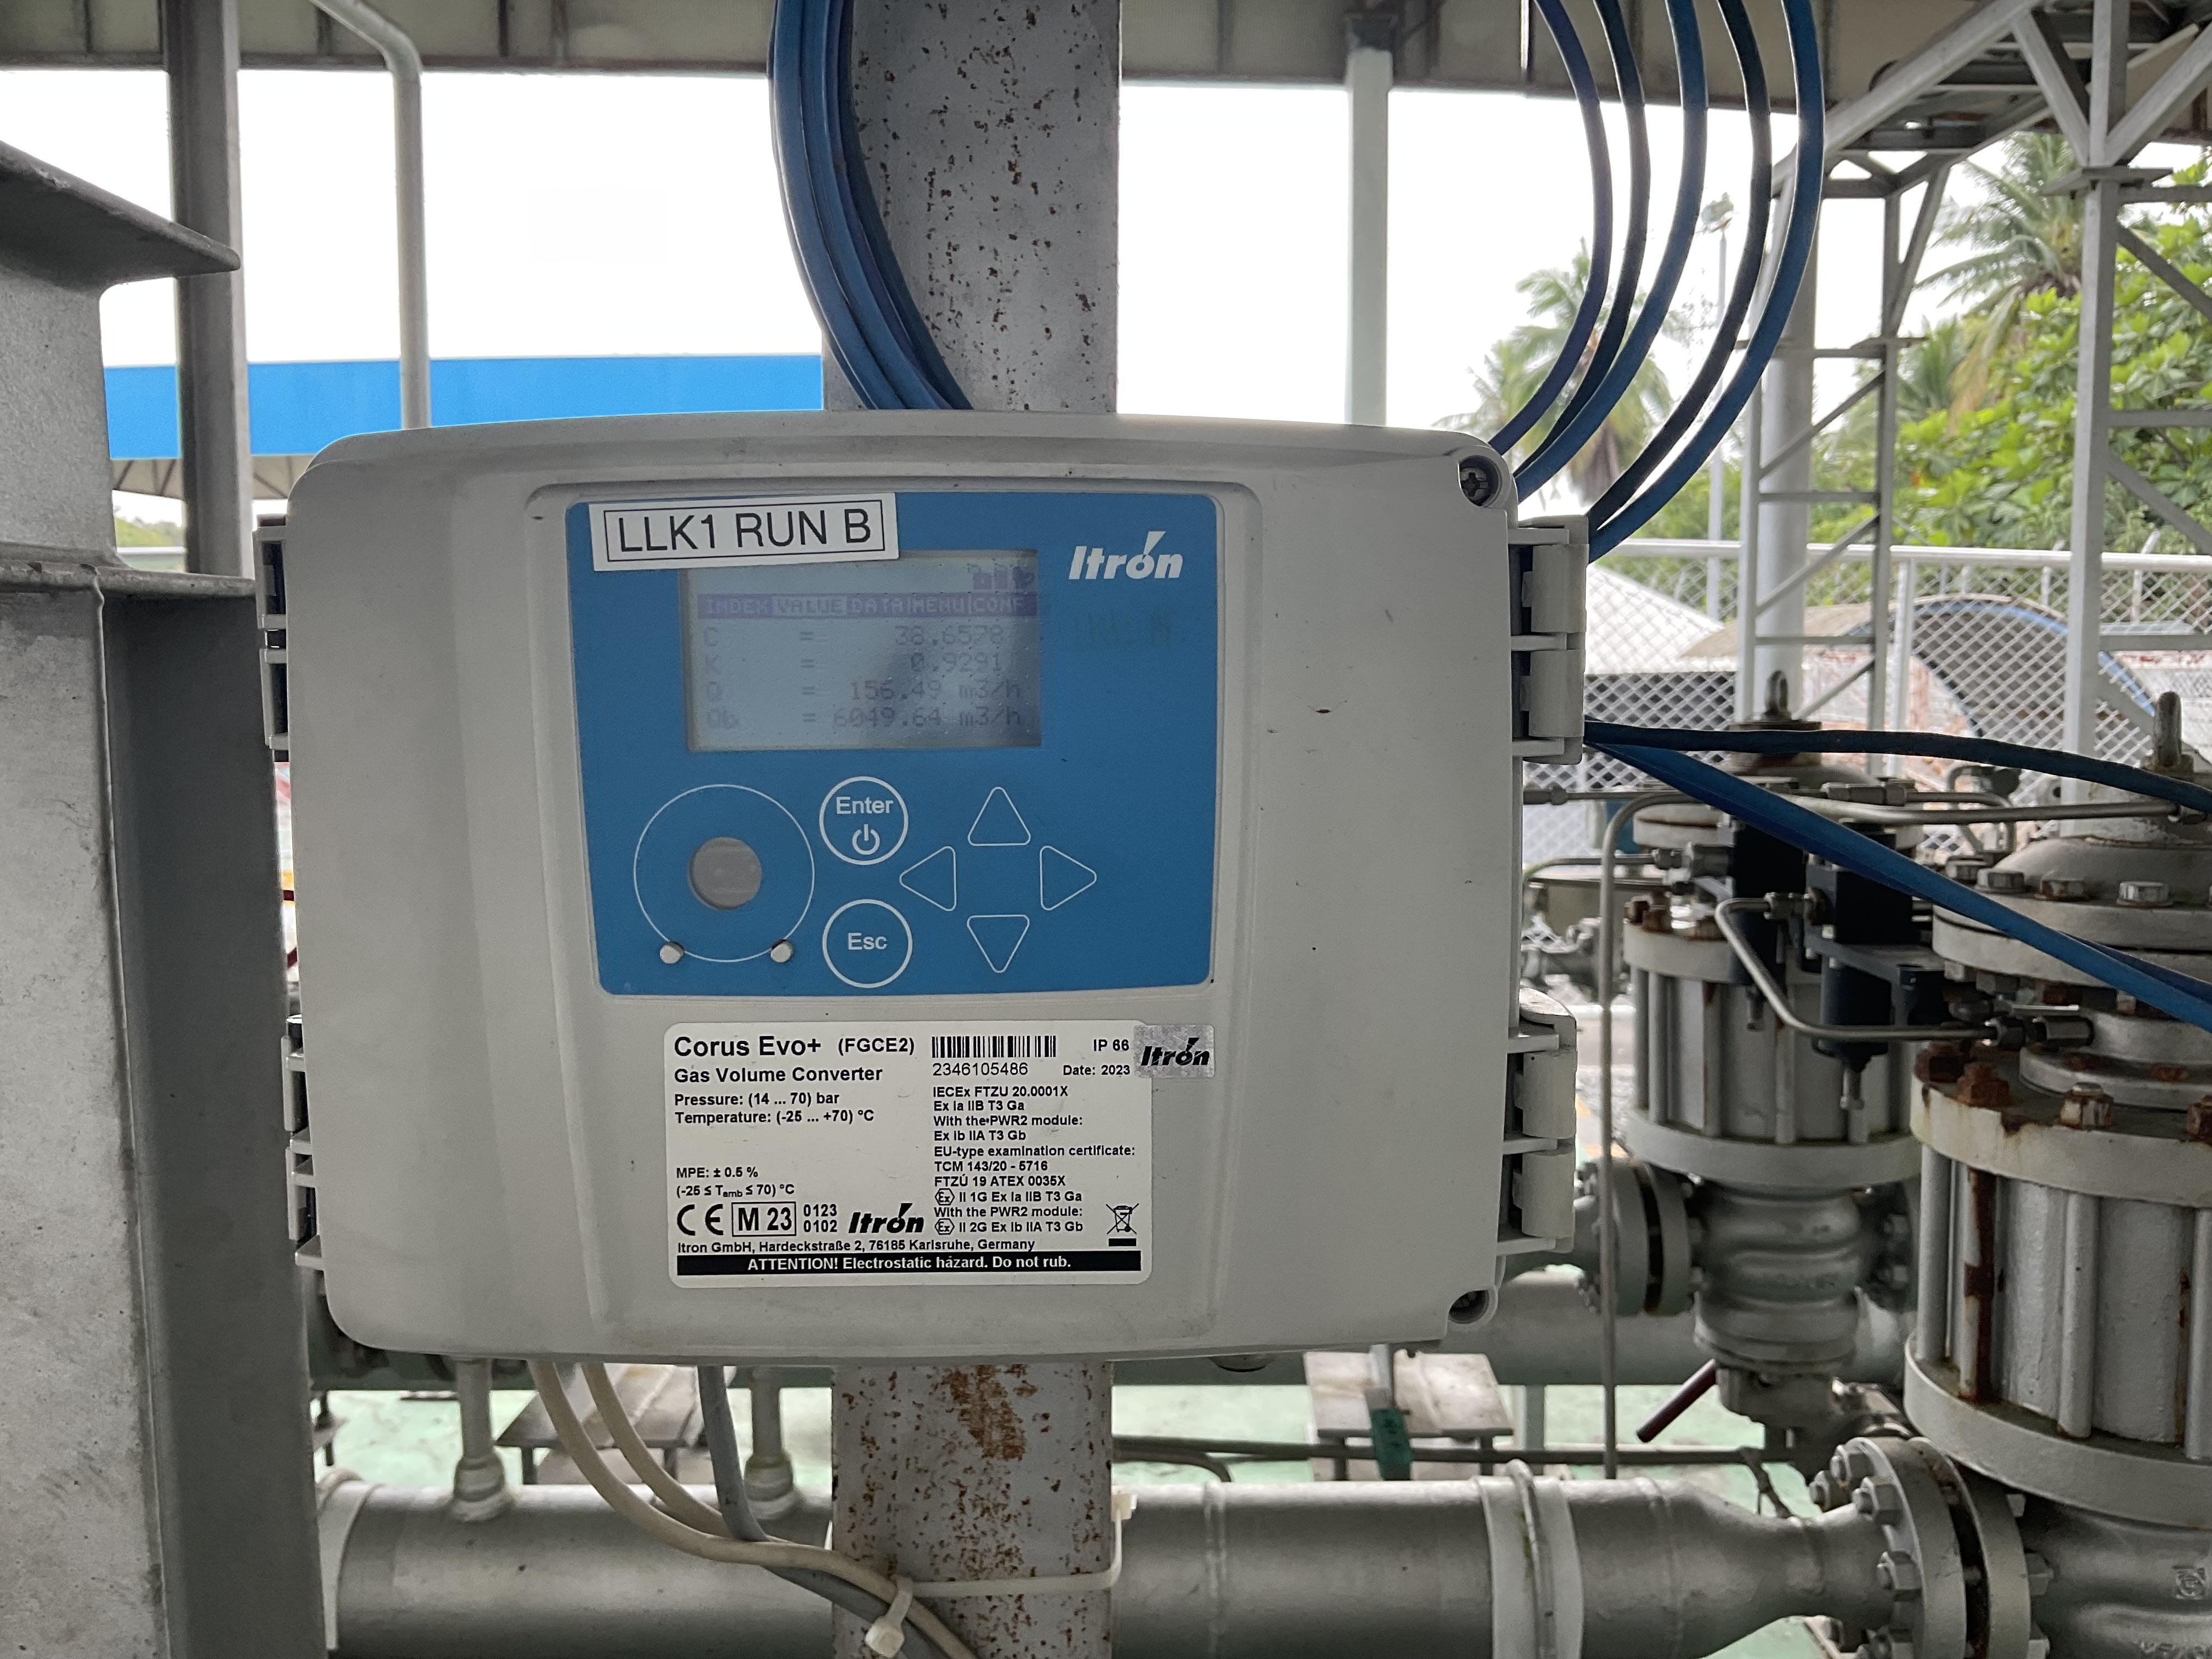 LLK1 RUN B
Itron
INDEX VALUE DATA|MENU|CONF
C = 38.6578
K = 0.9291
Q = 156.49 m3/h
Qb = 6049.64 m3/h
Enter
Esc
Corus Evo+ (FGCE2)
Gas Volume Converter
Pressure: (14 ... 70) bar
Temperature: (-25 ... +70) °C
MPE: ± 0.5 %
(-25 ≤ Tamb ≤ 70) °C
CE M 23 0123
0102
Itron
2346105486
IP 66
Date: 2023
Itron
IECEx FTZU 20.0001X
Ex ia IIB T3 Ga
With the PWR2 module:
Ex ib IIA T3 Gb
EU-type examination certificate:
TCM 143/20 - 5716
FTZÚ 19 ATEX 0035X
Ex II 1G Ex ia IIB T3 Ga
With the PWR2 module:
Ex II 2G Ex ib IIA T3 Gb
Itron GmbH, Hardeckstraße 2, 76185 Karlsruhe, Germany
ATTENTION! Electrostatic hazard. Do not rub.